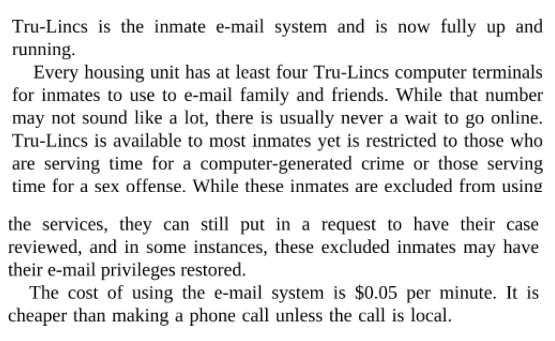 Tru-Lincs is the inmate e-mail system and is now fully up and
running.
Every housing unit has at least four Tru-Lincs computer terminals
for inmates to use to e-mail family and friends. While that number
may not sound like a lot, there is usually never a wait to go online.
Tru-Lincs is available to most inmates yet is restricted to those who
are serving time for a computer-generated crime or those serving
time for a sex offense. While these inmates are excluded from using
the services, they can still put in a request to have their case
reviewed, and in some instances, these excluded inmates may have
their e-mail privileges restored.
The cost of using the e-mail system is $0.05 per minute. It is
cheaper than making a phone call unless the call is local.